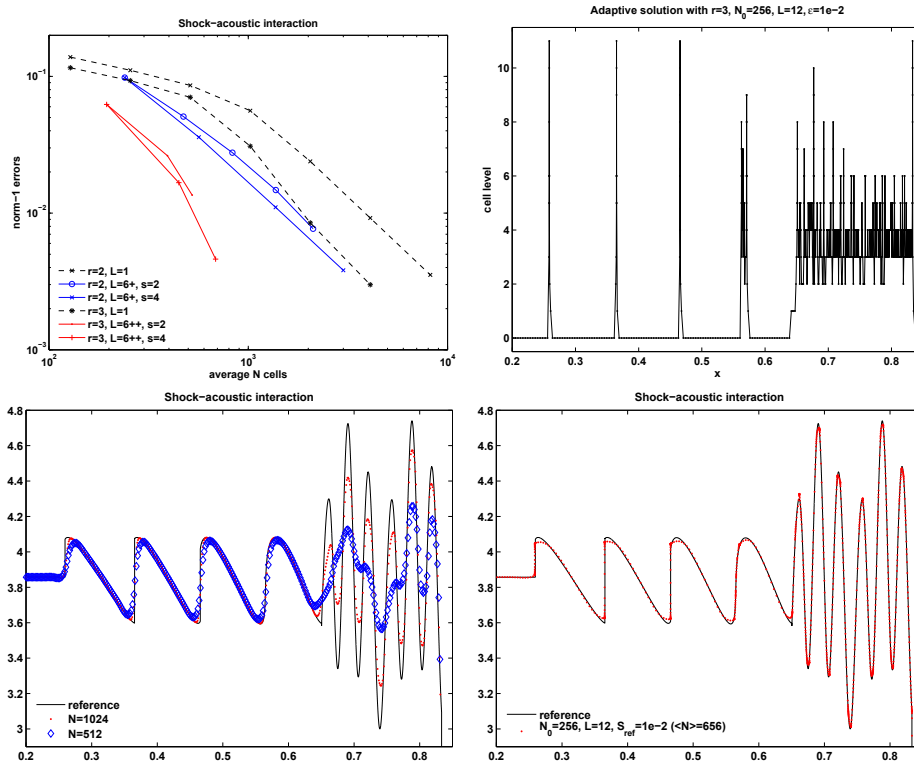 Shock−acoustic interaction
norm−1 errors
10^−1
10^−2
10^−3
10^2
10^3
10^4
average N cells
r=2, L=1
r=2, L=6+, s=2
r=2, L=6+, s=4
r=3, L=1
r=3, L=6++, s=2
r=3, L=6++, s=4
Adaptive solution with r=3, N_0=256, L=12, ε=1e−2
cell level
10
8
6
4
2
0
0.2
0.3
0.4
0.5
0.6
0.7
0.8
x
Shock−acoustic interaction
4.8
4.6
4.4
4.2
4
3.8
3.6
3.4
3.2
3
reference
N=1024
N=512
0.2
0.3
0.4
0.5
0.6
0.7
0.8
Shock−acoustic interaction
4.8
4.6
4.4
4.2
4
3.8
3.6
3.4
3.2
3
reference
N_0=256, L=12, S_ref=1e−2 (<N>=656)
0.2
0.3
0.4
0.5
0.6
0.7
0.8